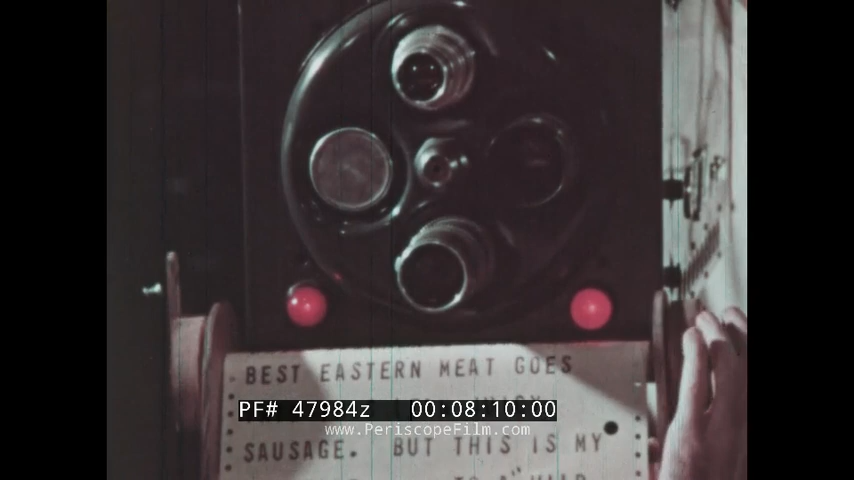 BEST EASTERN MEAT GOES
PF# 47984z 00:08:10:00
www.PeriscopeFilm.com
SAUSAGE. BUT THIS IS MY